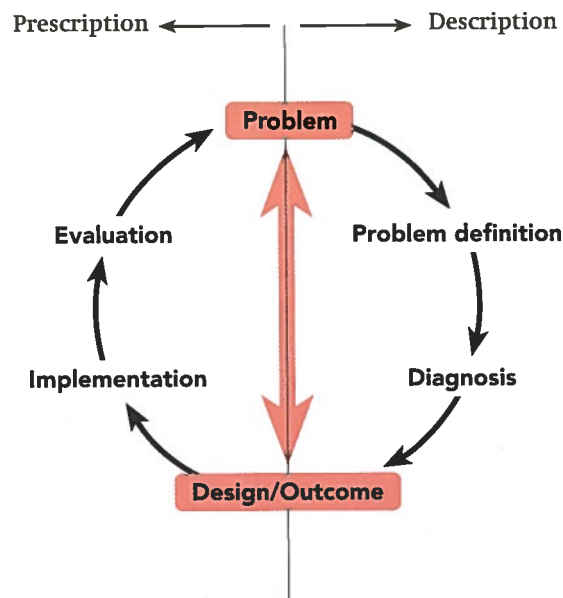 Prescription
Description
Problem
Evaluation
Problem definition
Implementation
Diagnosis
Design/Outcome